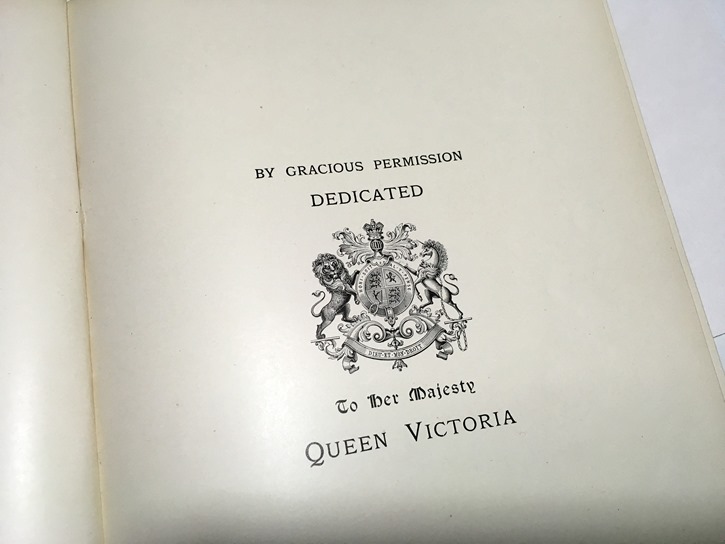 BY GRACIOUS PERMISSION
DEDICATED
DIEU·ET·MON·DROIT
To Her Majesty
QUEEN VICTORIA